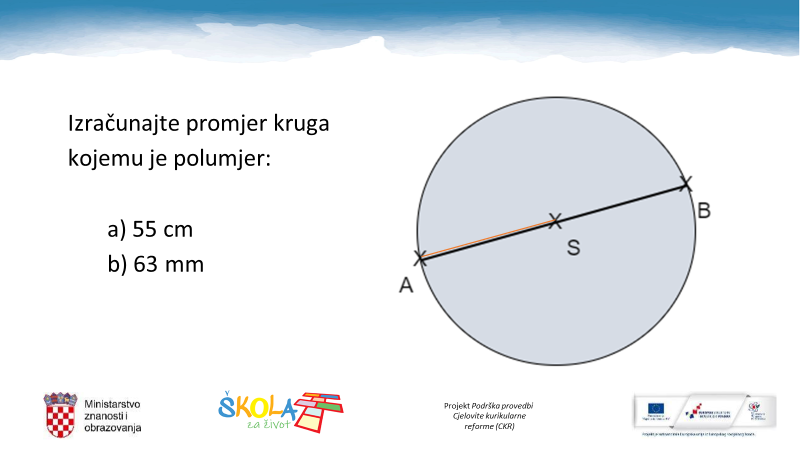 Izračunajte promjer kruga
kojemu je polumjer:
a) 55 cm
b) 63 mm
A
S
B
Ministarstvo
znanosti i
obrazovanja
ŠKOLA
za život
Projekt Podrška provedbi
Cjelovite kurikularne
reforme (CKR)